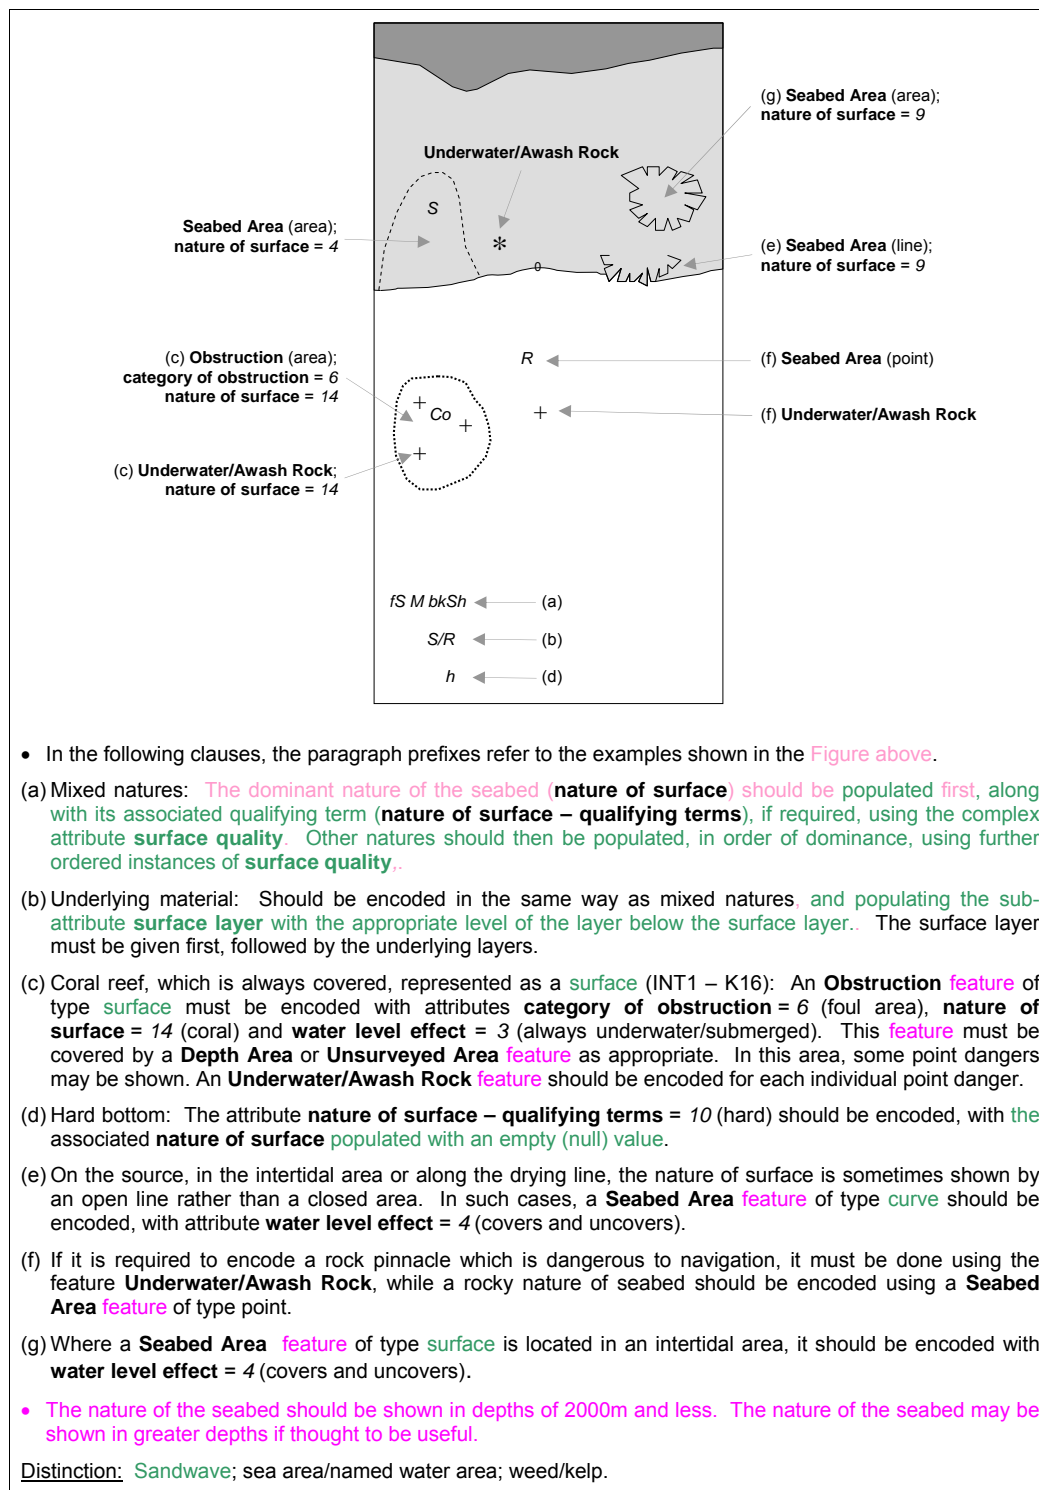 (g) Seabed Area (area);
nature of surface = 9
Underwater/Awash Rock
S
Seabed Area (area);
nature of surface = 4
*
(e) Seabed Area (line);
nature of surface = 9
0
(c) Obstruction (area);
category of obstruction = 6
nature of surface = 14
R
(f) Seabed Area (point)
Co
(f) Underwater/Awash Rock
(c) Underwater/Awash Rock;
nature of surface = 14
fS M bkSh
(a)
S/R
(b)
h
(d)
• In the following clauses, the paragraph prefixes refer to the examples shown in the Figure above.
(a) Mixed natures: The dominant nature of the seabed (nature of surface) should be populated first, along
with its associated qualifying term (nature of surface – qualifying terms), if required, using the complex
attribute surface quality. Other natures should then be populated, in order of dominance, using further
ordered instances of surface quality,.
(b) Underlying material: Should be encoded in the same way as mixed natures, and populating the sub-
attribute surface layer with the appropriate level of the layer below the surface layer.. The surface layer
must be given first, followed by the underlying layers.
(c) Coral reef, which is always covered, represented as a surface (INT1 – K16): An Obstruction feature of
type surface must be encoded with attributes category of obstruction = 6 (foul area), nature of
surface = 14 (coral) and water level effect = 3 (always underwater/submerged). This feature must be
covered by a Depth Area or Unsurveyed Area feature as appropriate. In this area, some point dangers
may be shown. An Underwater/Awash Rock feature should be encoded for each individual point danger.
(d) Hard bottom: The attribute nature of surface – qualifying terms = 10 (hard) should be encoded, with the
associated nature of surface populated with an empty (null) value.
(e) On the source, in the intertidal area or along the drying line, the nature of surface is sometimes shown by
an open line rather than a closed area. In such cases, a Seabed Area feature of type curve should be
encoded, with attribute water level effect = 4 (covers and uncovers).
(f) If it is required to encode a rock pinnacle which is dangerous to navigation, it must be done using the
feature Underwater/Awash Rock, while a rocky nature of seabed should be encoded using a Seabed
Area feature of type point.
(g) Where a Seabed Area feature of type surface is located in an intertidal area, it should be encoded with
water level effect = 4 (covers and uncovers).
• The nature of the seabed should be shown in depths of 2000m and less. The nature of the seabed may be
shown in greater depths if thought to be useful.
Distinction: Sandwave; sea area/named water area; weed/kelp.